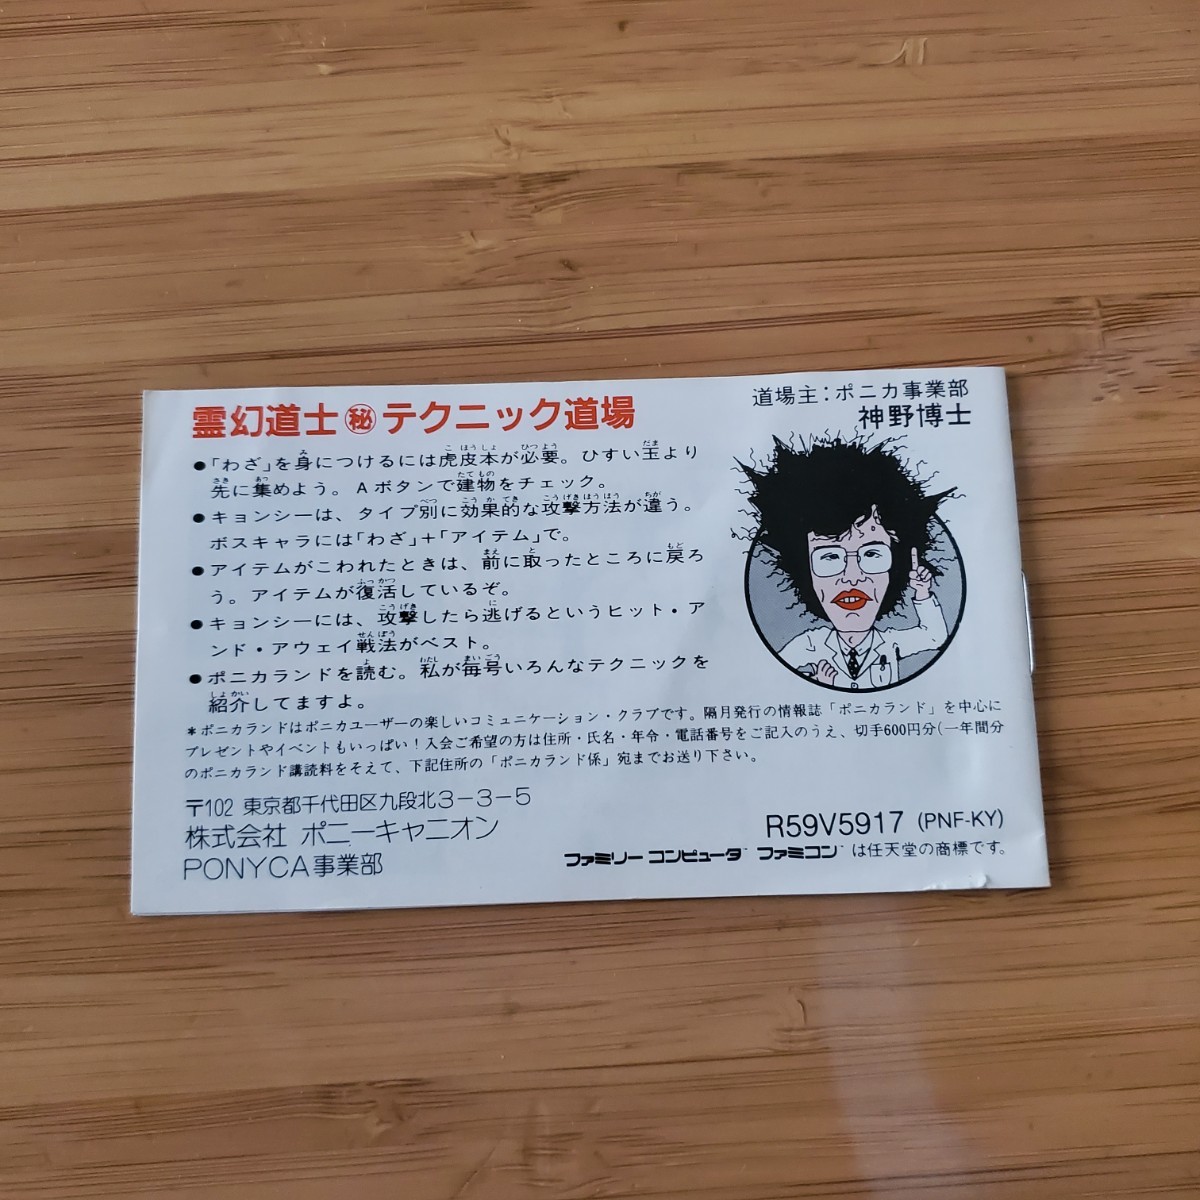 霊幻道士㊙テクニック道場
道場主：ポニカ事業部
神野博士
●「わざ」を身につけるには虎皮本が必要。ひすい玉より
先に集めよう。Aボタンで建物をチェック。
●キョンシーは、タイプ別に効果的な攻撃方法が違う。
ボスキャラには「わざ」+「アイテム」で。
●アイテムがこわれたときは、前に取ったところに戻ろ
う。アイテムが復活しているぞ。
●キョンシーには、攻撃したら逃げるというヒット・ア
ンド・アウェイ戦法がベスト。
●ポニカランドを読む。私が毎号いろんなテクニックを
紹介してますよ。
*ポニカランドはポニカユーザーの楽しいコミュニケーション・クラブです。隔月発行の情報誌「ポニカランド」を中心に
プレゼントやイベントもいっぱい！入会ご希望の方は住所・氏名・年令・電話番号をご記入のうえ、切手600円分(一年間分
のポニカランド講読料をそえて、下記住所の「ポニカランド係」宛までお送り下さい。
〒102 東京都千代田区九段北3-3-5
株式会社 ポニーキャニオン
PONYCA事業部
R59V5917 (PNF-KY)
ファミリーコンピュータ™ ファミコン™ は任天堂の商標です。